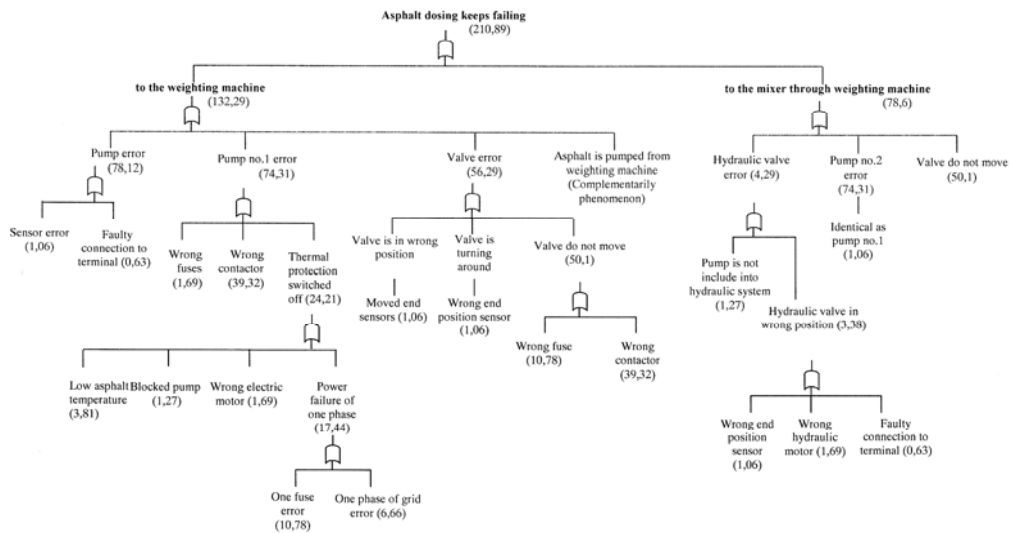 Asphalt dosing keeps failing
(210,89)
to the weighting machine
(132,29)
to the mixer through weighting machine
(78,6)
Pump error
(78,12)
Pump no.1 error
(74,31)
Valve error
(56,29)
Asphalt is pumped from
weighting machine
(Complementarily
phenomenon)
Hydraulic valve
error (4,29)
Pump no.2
error
(74,31)
Valve do not move
(50,1)
Sensor error
(1,06)
Faulty
connection to
terminal (0,63)
Wrong
fuses
(1,69)
Wrong
contactor
(39,32)
Thermal
protection
switched
off (24,21)
Valve is in wrong
position
Valve is
turning
around
Valve do not move
(50,1)
Identical as
pump no.1
(1,06)
Pump is not
include into
hydraulic system
(1,27)
Hydraulic valve in
wrong position (3,38)
Moved end
sensors (1,06)
Wrong end
position sensor
(1,06)
Wrong fuse
(10,78)
Wrong
contactor
(39,32)
Low asphalt
temperature
(3,81)
Blocked pump
(1,27)
Wrong electric
motor (1,69)
Power
failure of
one phase
(17,44)
Wrong end
position
sensor
(1,06)
Wrong
hydraulic
motor (1,69)
Faulty
connection to
terminal (0,63)
One fuse
error
(10,78)
One phase of grid
error (6,66)